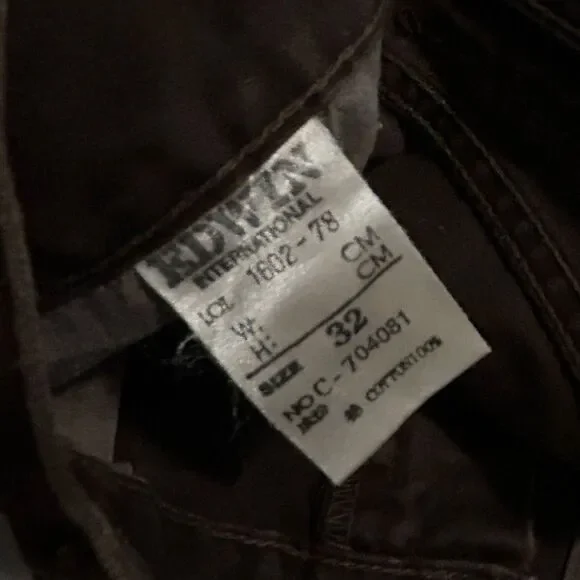 EDWIN
INTERNATIONAL
LOT. 1602-78
W: CM
H: CM
SIZE 32
NO C-704081
COTTON100%